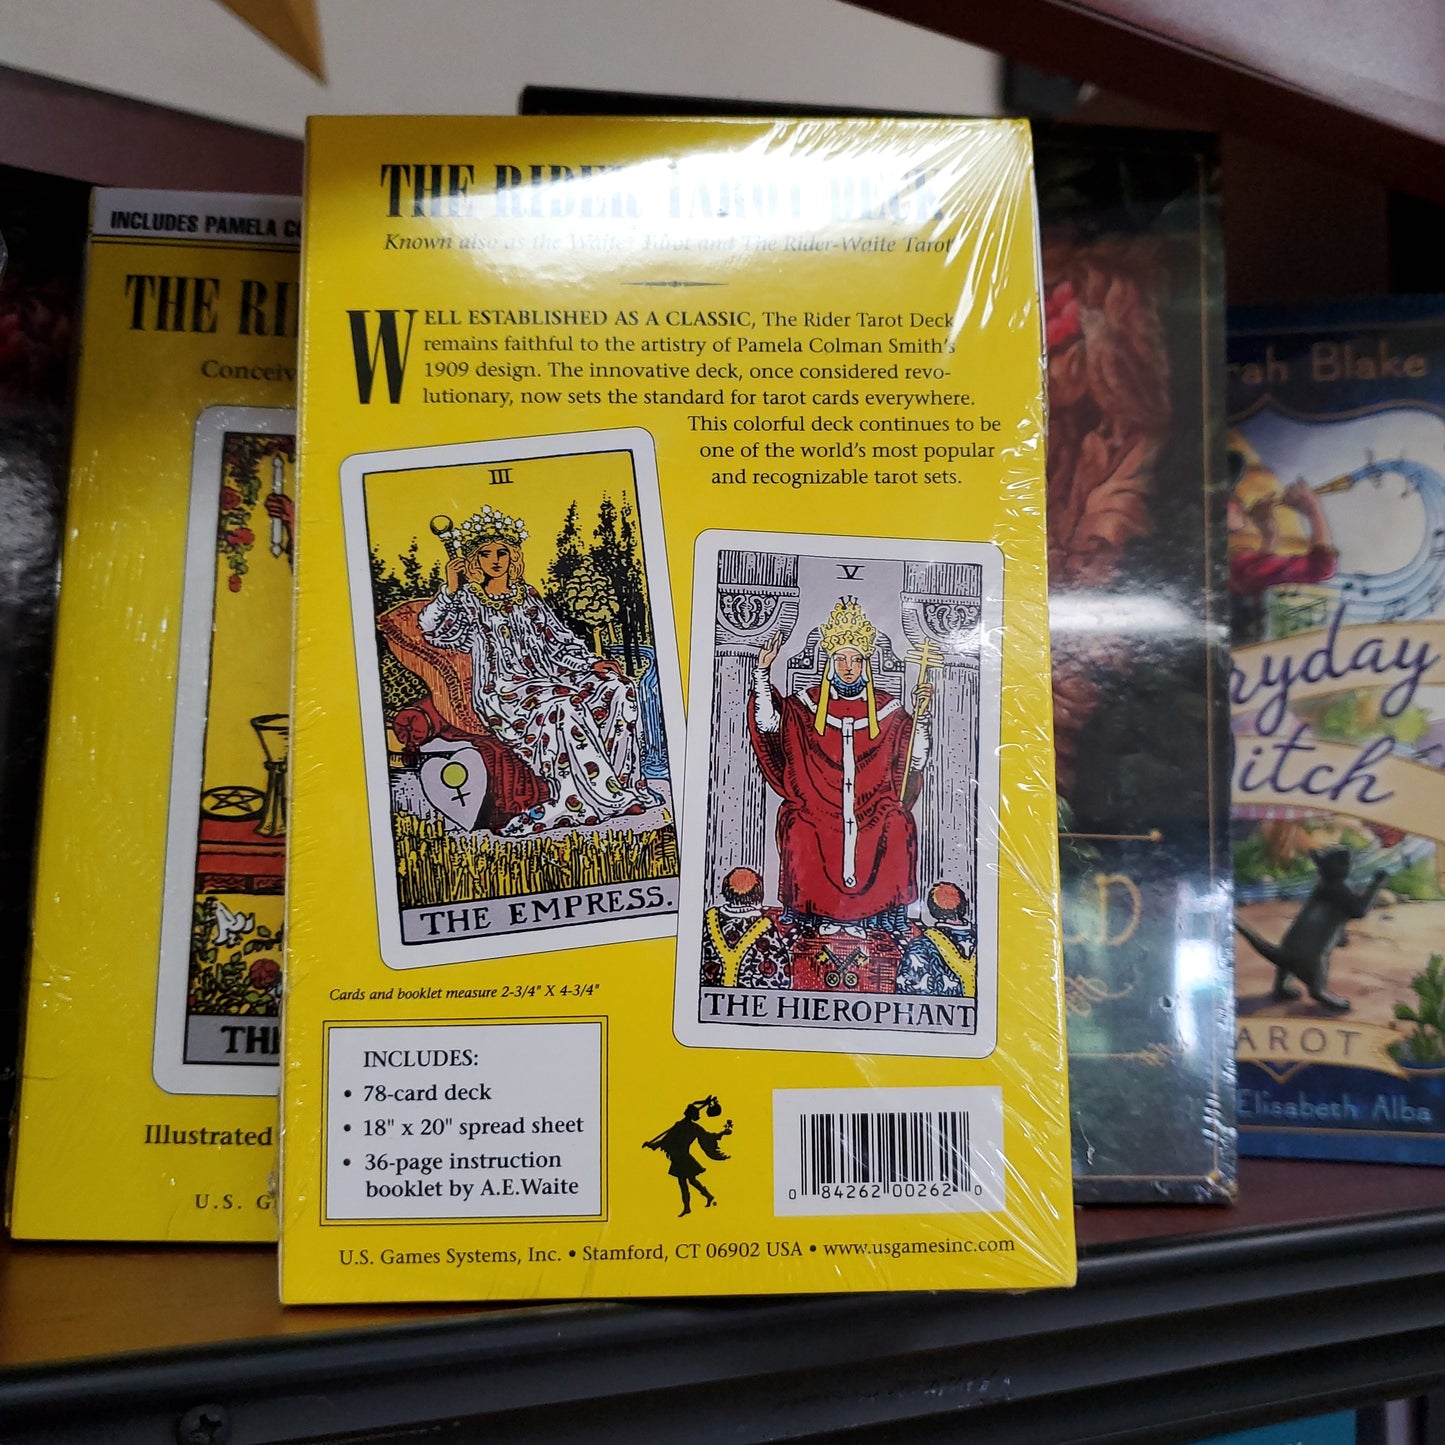 THE RIDER TAROT DECK
Known also as the Waite Tarot and The Rider-Waite Tarot
WELL ESTABLISHED AS A CLASSIC, The Rider Tarot Deck
remains faithful to the artistry of Pamela Colman Smith's
1909 design. The innovative deck, once considered revo-
lutionary, now sets the standard for tarot cards everywhere.
This colorful deck continues to be
one of the world's most popular
and recognizable tarot sets.
III
THE EMPRESS.
V
THE HIEROPHANT
Cards and booklet measure 2-3/4" X 4-3/4"
INCLUDES:
• 78-card deck
• 18" x 20" spread sheet
• 36-page instruction
booklet by A.E.Waite
0 84262 00262 0
U.S. Games Systems, Inc. • Stamford, CT 06902 USA • www.usgamesinc.com
INCLUDES PAMELA CO
THE RI
Conceiv
TH
Illustrated
U.S. G
rah Blake
ryday
itch
AROT
Elisabeth Alba